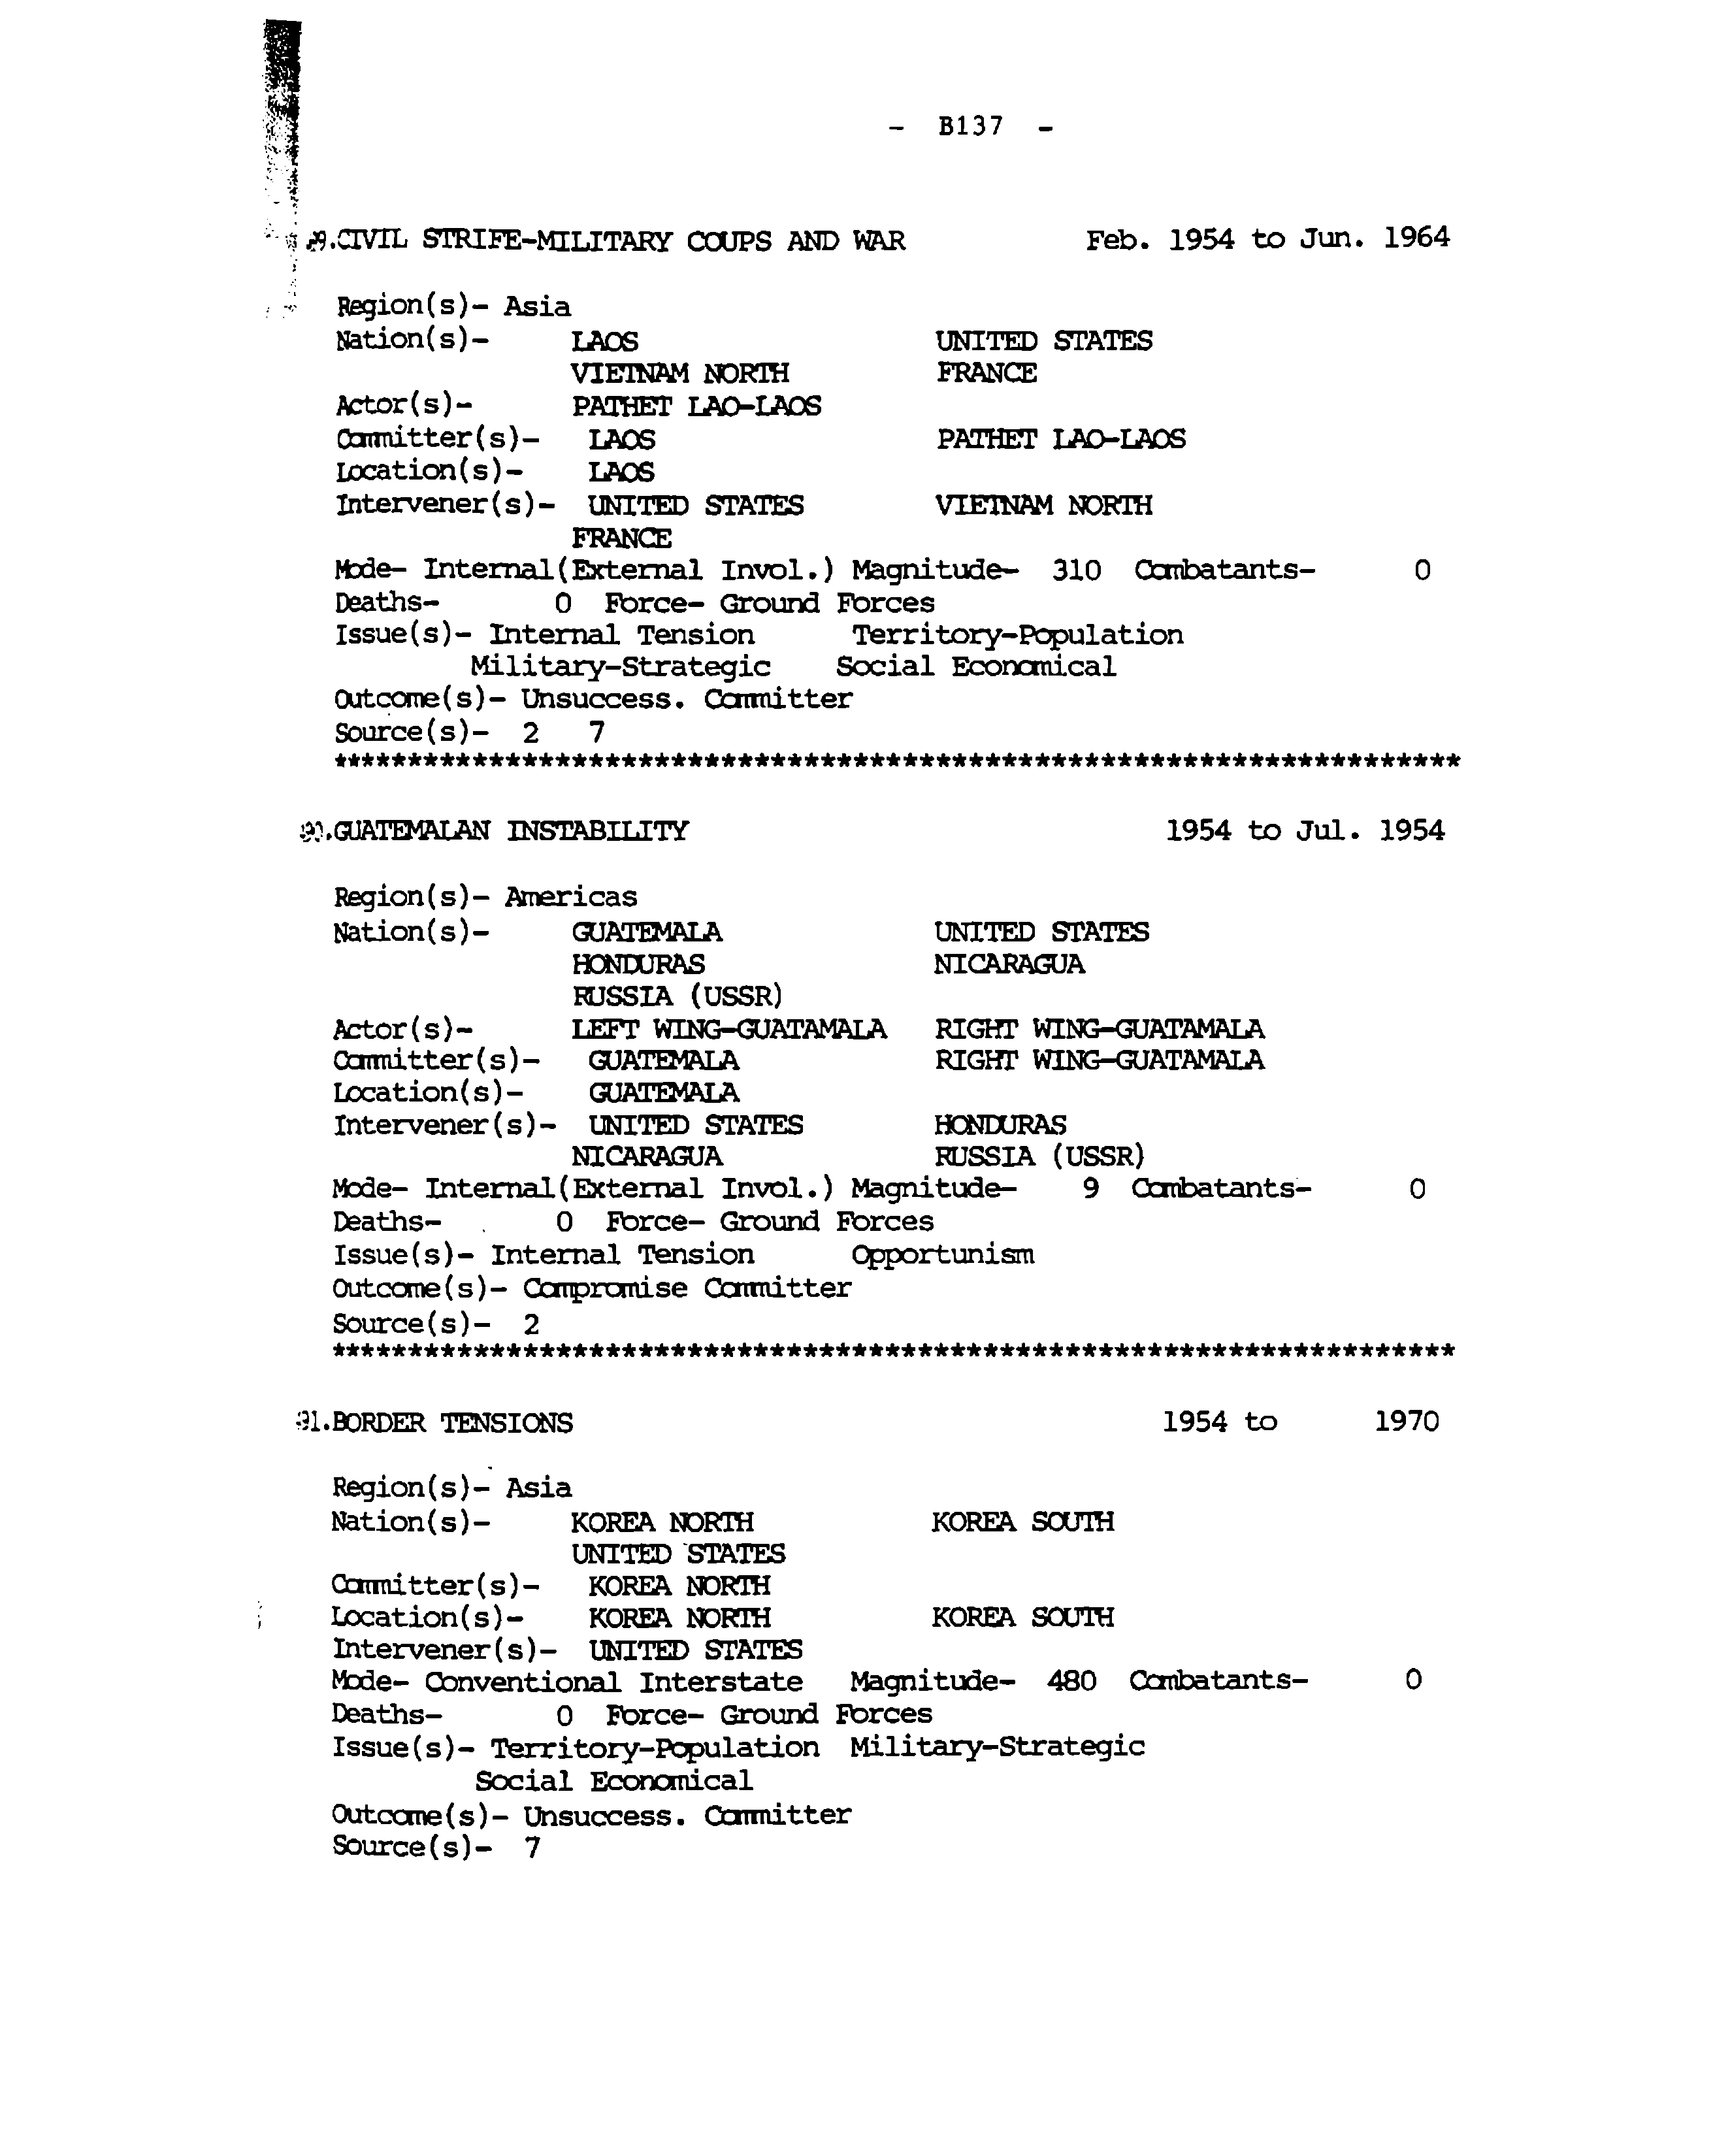 - B137 -
9.CIVIL STRIFE-MILITARY COUPS AND WAR Feb. 1954 to Jun. 1964
Region(s)- Asia
Nation(s)- LAOS UNITED STATES
VIETNAM NORTH FRANCE
Actor(s)- PATHET LAO-LAOS
Committer(s)- LAOS PATHET LAO-LAOS
Location(s)- LAOS
Intervener(s)- UNITED STATES VIETNAM NORTH
FRANCE
Mode- Internal(External Invol.) Magnitude- 310 Combatants- 0
Deaths- 0 Force- Ground Forces
Issue(s)- Internal Tension Territory-Population
Military-Strategic Social Economical
Outcome(s)- Unsuccess. Committer
Source(s)- 2 7
*********************************************************************
90.GUATEMALAN INSTABILITY 1954 to Jul. 1954
Region(s)- Americas
Nation(s)- GUATEMALA UNITED STATES
HONDURAS NICARAGUA
RUSSIA (USSR)
Actor(s)- LEFT WING-GUATAMALA RIGHT WING-GUATAMALA
Committer(s)- GUATEMALA RIGHT WING-GUATAMALA
Location(s)- GUATEMALA
Intervener(s)- UNITED STATES HONDURAS
NICARAGUA RUSSIA (USSR)
Mode- Internal(External Invol.) Magnitude- 9 Combatants- 0
Deaths- 0 Force- Ground Forces
Issue(s)- Internal Tension Opportunism
Outcome(s)- Compromise Committer
Source(s)- 2
*********************************************************************
91.BORDER TENSIONS 1954 to 1970
Region(s)- Asia
Nation(s)- KOREA NORTH KOREA SOUTH
UNITED STATES
Committer(s)- KOREA NORTH
Location(s)- KOREA NORTH KOREA SOUTH
Intervener(s)- UNITED STATES
Mode- Conventional Interstate Magnitude- 480 Combatants- 0
Deaths- 0 Force- Ground Forces
Issue(s)- Territory-Population Military-Strategic
Social Economical
Outcome(s)- Unsuccess. Committer
Source(s)- 7